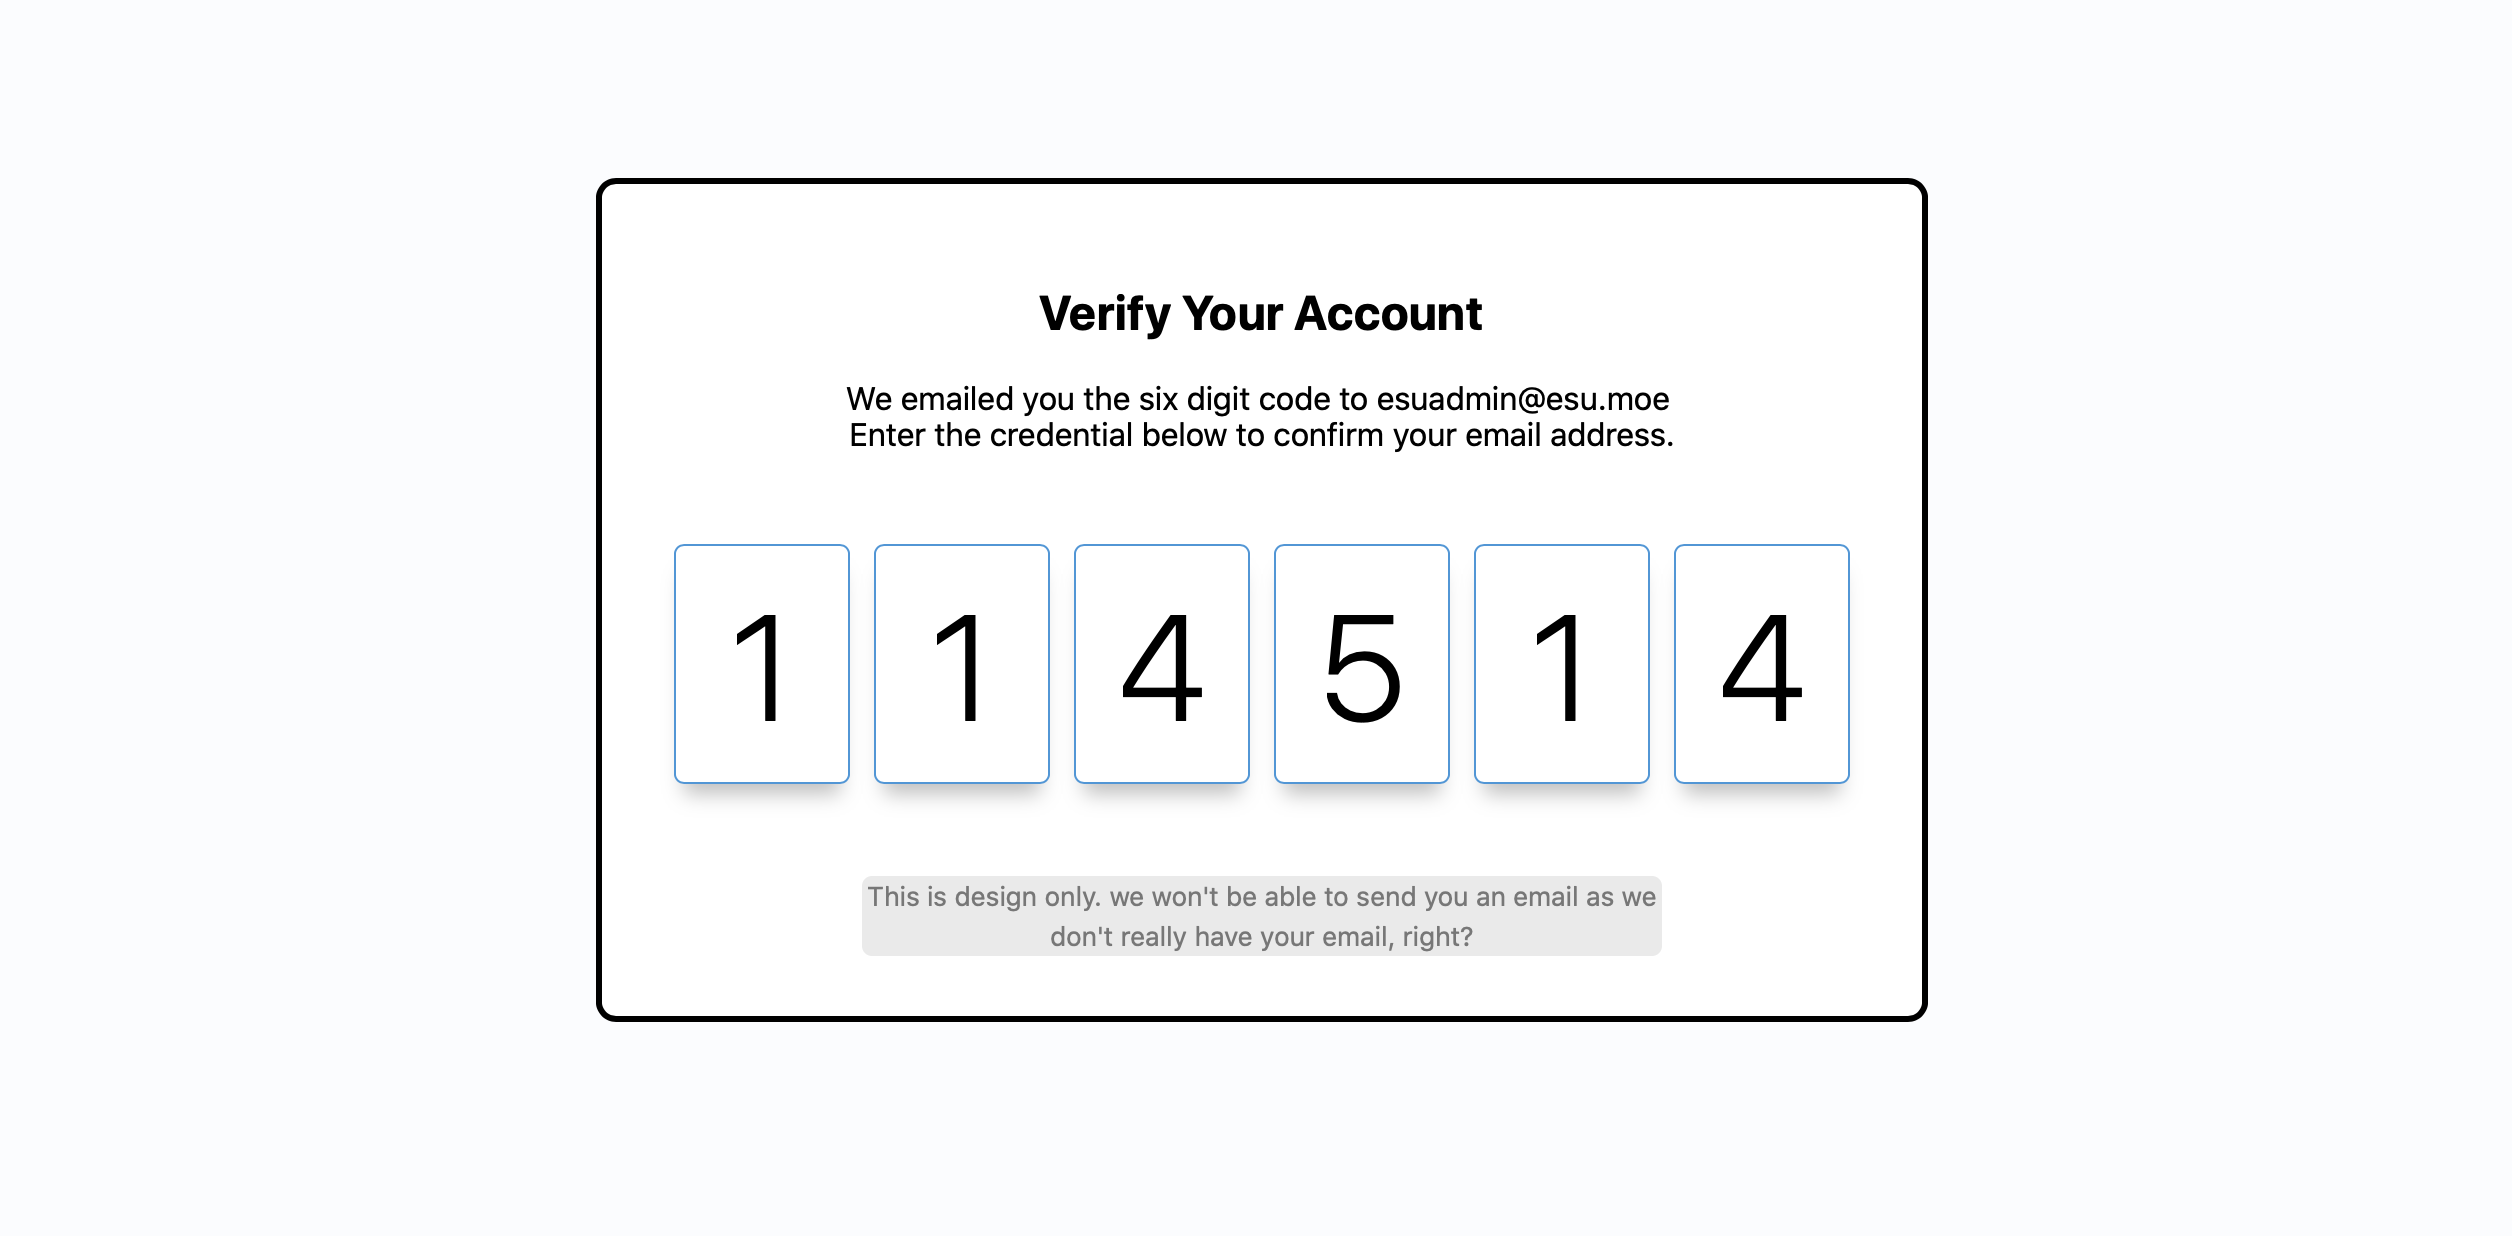 Verify Your Account
We emailed you the six digit code to esuadmin@esu.moe
Enter the credential below to confirm your email address.
1 1 4 5 1 4
This is design only. we won't be able to send you an email as we
don't really have your email, right?